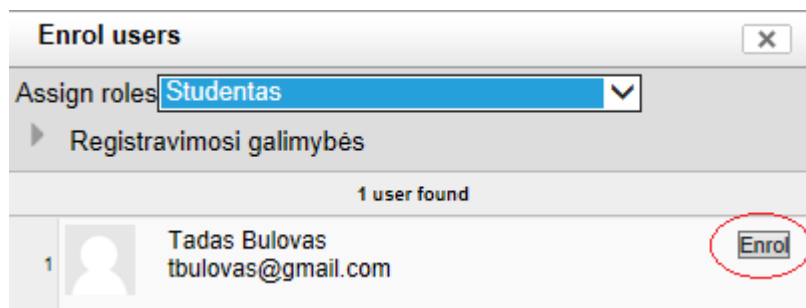 Enrol users
Assign roles Studentas
Registravimosi galimybės
1 user found
1 Tadas Bulovas Enrol
tbulovas@gmail.com